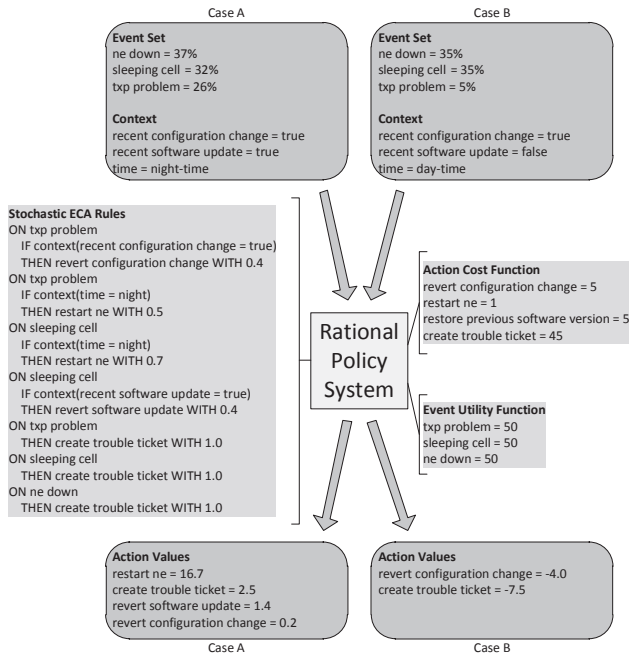 Case A
Case B
Event Set
ne down = 37%
sleeping cell = 32%
txp problem = 26%
Context
recent configuration change = true
recent software update = true
time = night-time
Event Set
ne down = 35%
sleeping cell = 35%
txp problem = 5%
Context
recent configuration change = true
recent software update = false
time = day-time
Stochastic ECA Rules
ON txp problem
IF context(recent configuration change = true)
THEN revert configuration change WITH 0.4
ON txp problem
IF context(time = night)
THEN restart ne WITH 0.5
ON sleeping cell
IF context(time = night)
THEN restart ne WITH 0.7
ON sleeping cell
IF context(recent software update = true)
THEN revert software update WITH 0.4
ON txp problem
THEN create trouble ticket WITH 1.0
ON sleeping cell
THEN create trouble ticket WITH 1.0
ON ne down
THEN create trouble ticket WITH 1.0
Rational
Policy
System
Action Cost Function
revert configuration change = 5
restart ne = 1
restore previous software version = 5
create trouble ticket = 45
Event Utility Function
txp problem = 50
sleeping cell = 50
ne down = 50
Action Values
restart ne = 16.7
create trouble ticket = 2.5
revert software update = 1.4
revert configuration change = 0.2
Action Values
revert configuration change = -4.0
create trouble ticket = -7.5
Case A
Case B